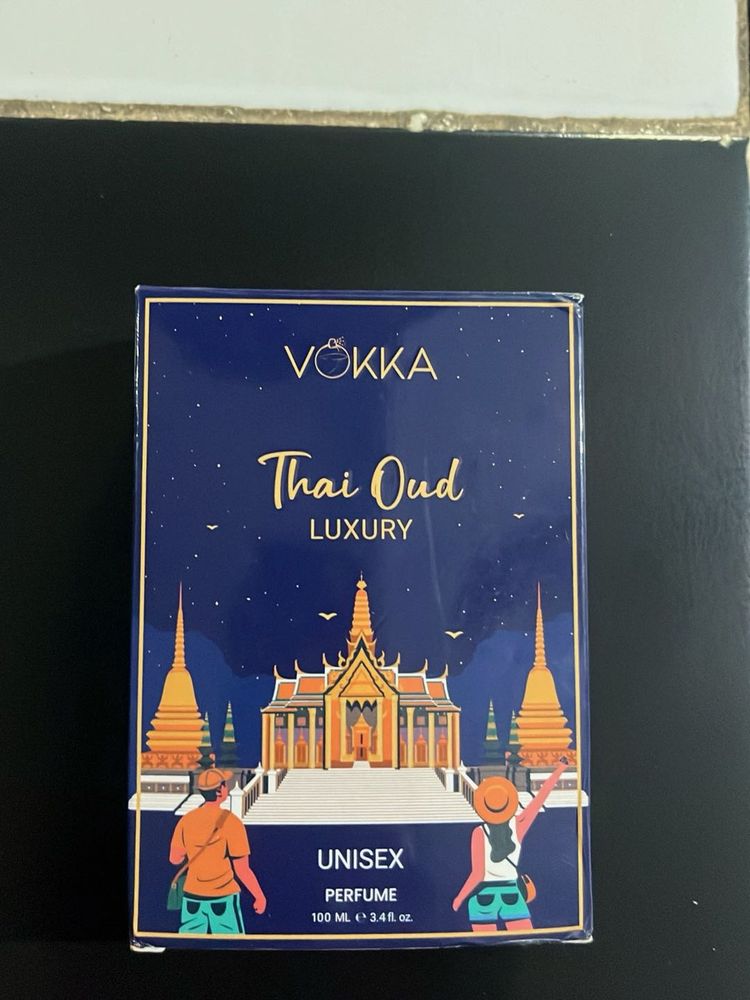 VOKKA
Thai Oud
LUXURY
UNISEX
PERFUME
100 ML ℮ 3.4 fl. oz.